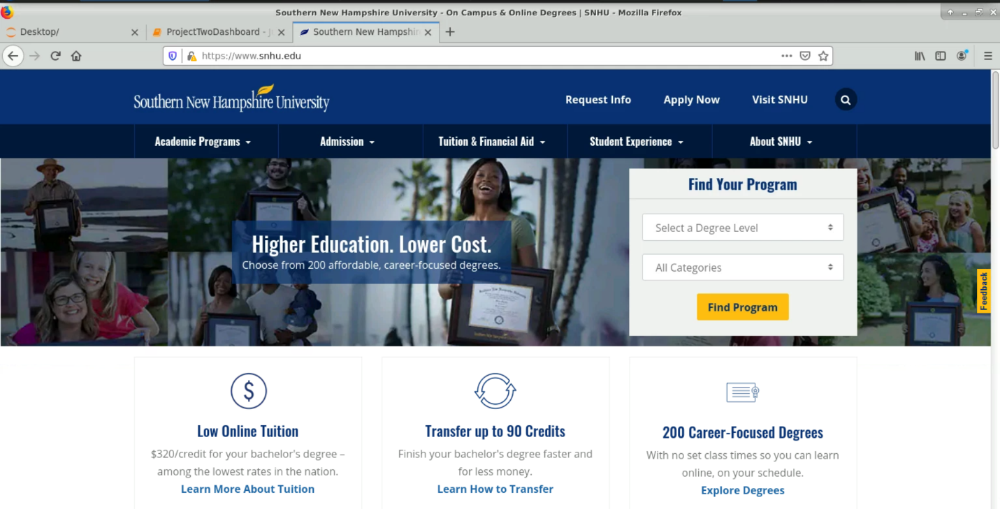 Southern New Hampshire University - On Campus & Online Degrees | SNHU - Mozilla Firefox
Desktop/
ProjectTwoDashboard - J
Southern New Hampshir
https://www.snhu.edu
Southern New Hampshire University
Request Info
Apply Now
Visit SNHU
Academic Programs
Admission
Tuition & Financial Aid
Student Experience
About SNHU
Higher Education. Lower Cost.
Choose from 200 affordable, career-focused degrees.
Find Your Program
Select a Degree Level
All Categories
Find Program
Feedback
Low Online Tuition
$320/credit for your bachelor's degree –
among the lowest rates in the nation.
Learn More About Tuition
Transfer up to 90 Credits
Finish your bachelor's degree faster and
for less money.
Learn How to Transfer
200 Career-Focused Degrees
With no set class times so you can learn
online, on your schedule.
Explore Degrees